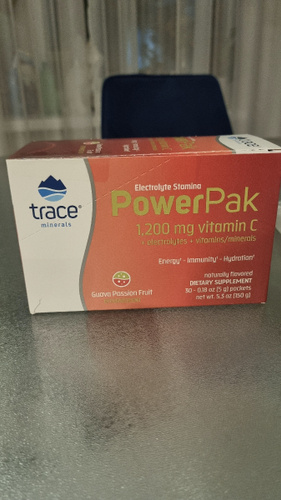 trace®
minerals
Electrolyte Stamina
PowerPak
1,200 mg vitamin C
+ electrolytes + vitamins/minerals
Energy† - Immunity† - Hydration†
Guava Passion Fruit
naturally flavored
DIETARY SUPPLEMENT
30 - 0.18 oz (5 g) packets
net wt. 5.3 oz (150 g)